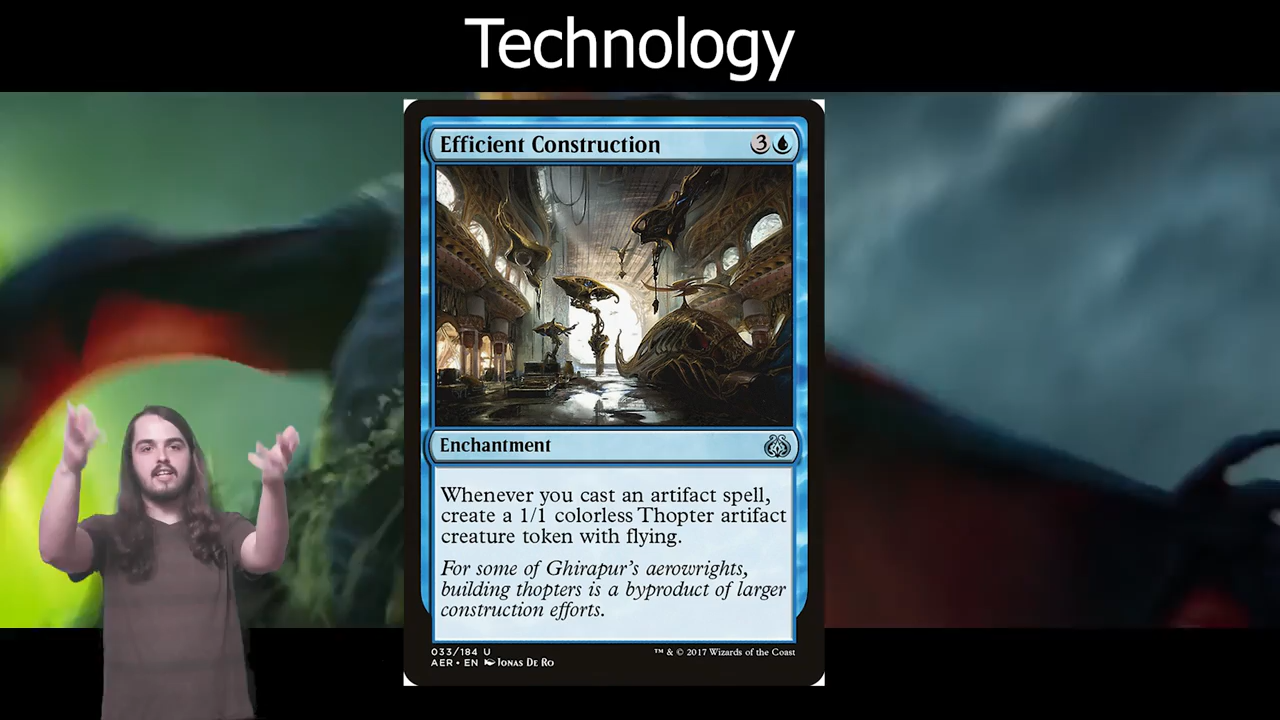 Technology
Efficient Construction 3
Enchantment
Whenever you cast an artifact spell,
create a 1/1 colorless Thopter artifact
creature token with flying.
For some of Ghirapur's aerowrights,
building thopters is a byproduct of larger
construction efforts.
033/184 U
™ & © 2017 Wizards of the Coast
AER • EN Jonas De Ro